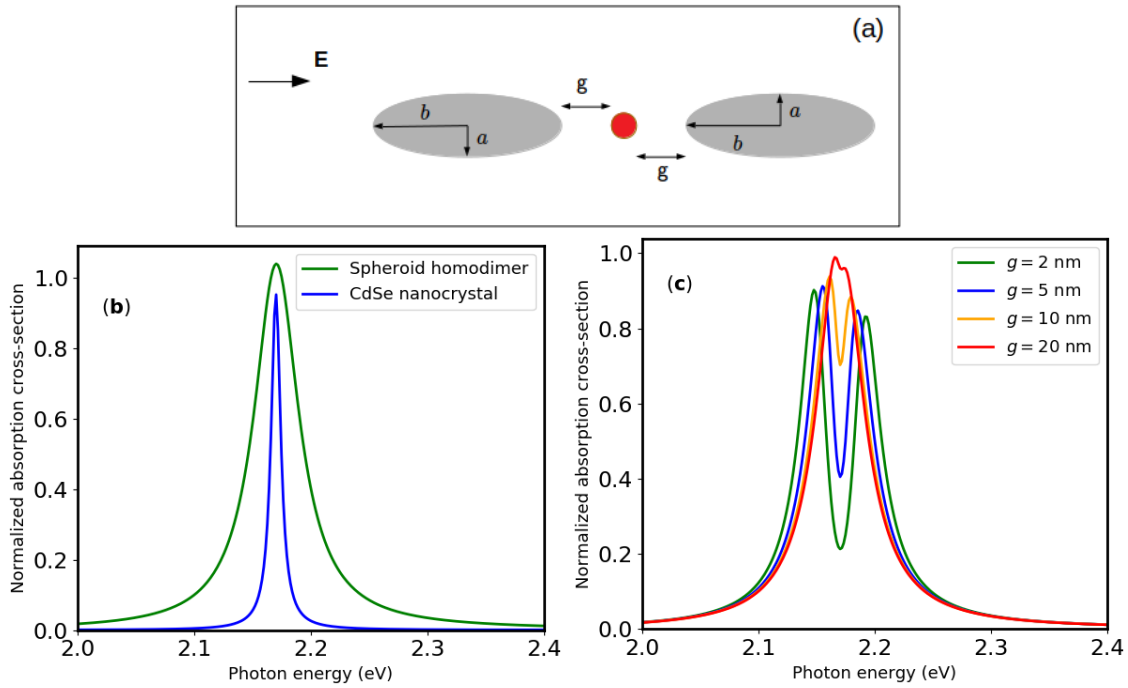 (a)
E
g
b
a
a
b
g
(b)
Spheroid homodimer
CdSe nanocrystal
Normalized absorption cross-section
1.0
0.8
0.6
0.4
0.2
0.0
2.0 2.1 2.2 2.3 2.4
Photon energy (eV)
(c)
g = 2 nm
g = 5 nm
g = 10 nm
g = 20 nm
Normalized absorption cross-section
1.0
0.8
0.6
0.4
0.2
0.0
2.0 2.1 2.2 2.3 2.4
Photon energy (eV)